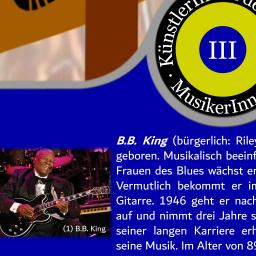 KünstlerIn
III
MusikerInn
B.B. King (bürgerlich: Riley
geboren. Musikalisch beeinf
Frauen des Blues wächst er
Vermutlich bekommt er im
Gitarre. 1946 geht er nach
auf und nimmt drei Jahre s
seiner langen Karriere erh
seine Musik. Im Alter von 89
(1) B.B. King